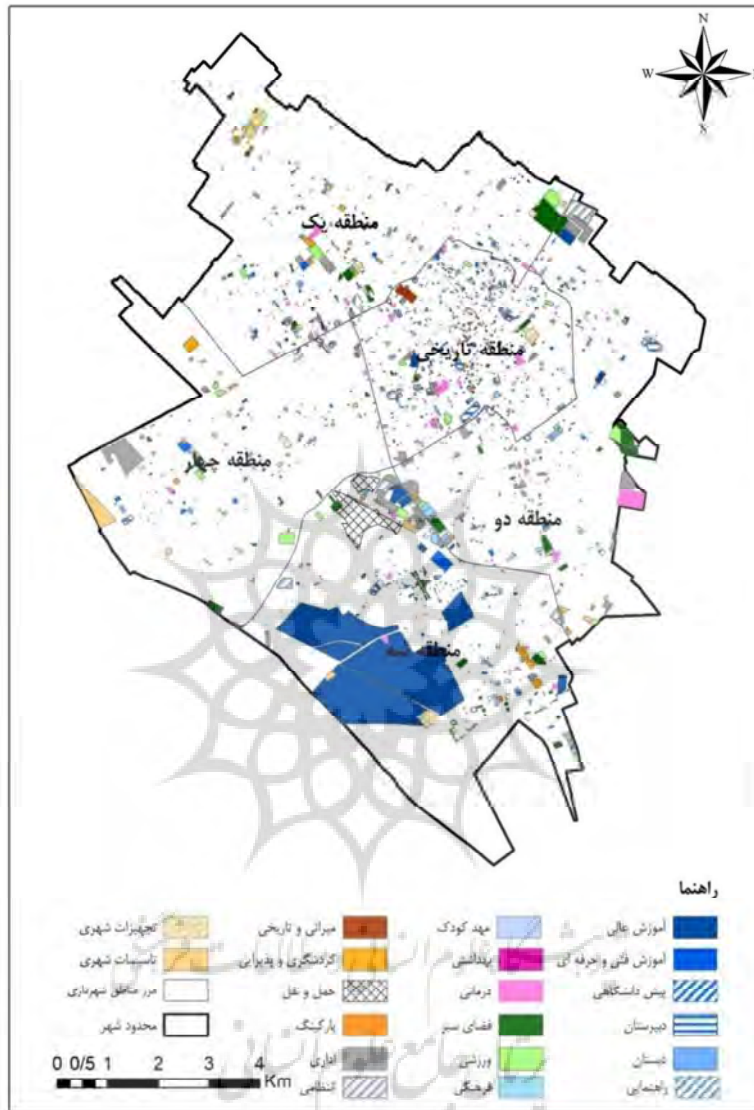 N
W
N
منطقه یک
منطقه تاریخی
منطقه چهار
منطقه دو
منطقه سه
راهنما
آموزش عالی
مهد کودک
میراثی و تاریخی
تجهیزات شهری
آموزش فنی و حرفه ای
بهداشتی
گردشگری و پذیرایی
تاسیسات شهری
پیش دانشگاهی
درمانی
حمل و نقل
مرز مناطق شهرداری
دبیرستان
فضای سبز
پارکینگ
محدود شهر
دبستان
ورزشی
اداری
راهنمایی
فرهنگی
انتظامی
0 0/5 1 2 3 4
Km